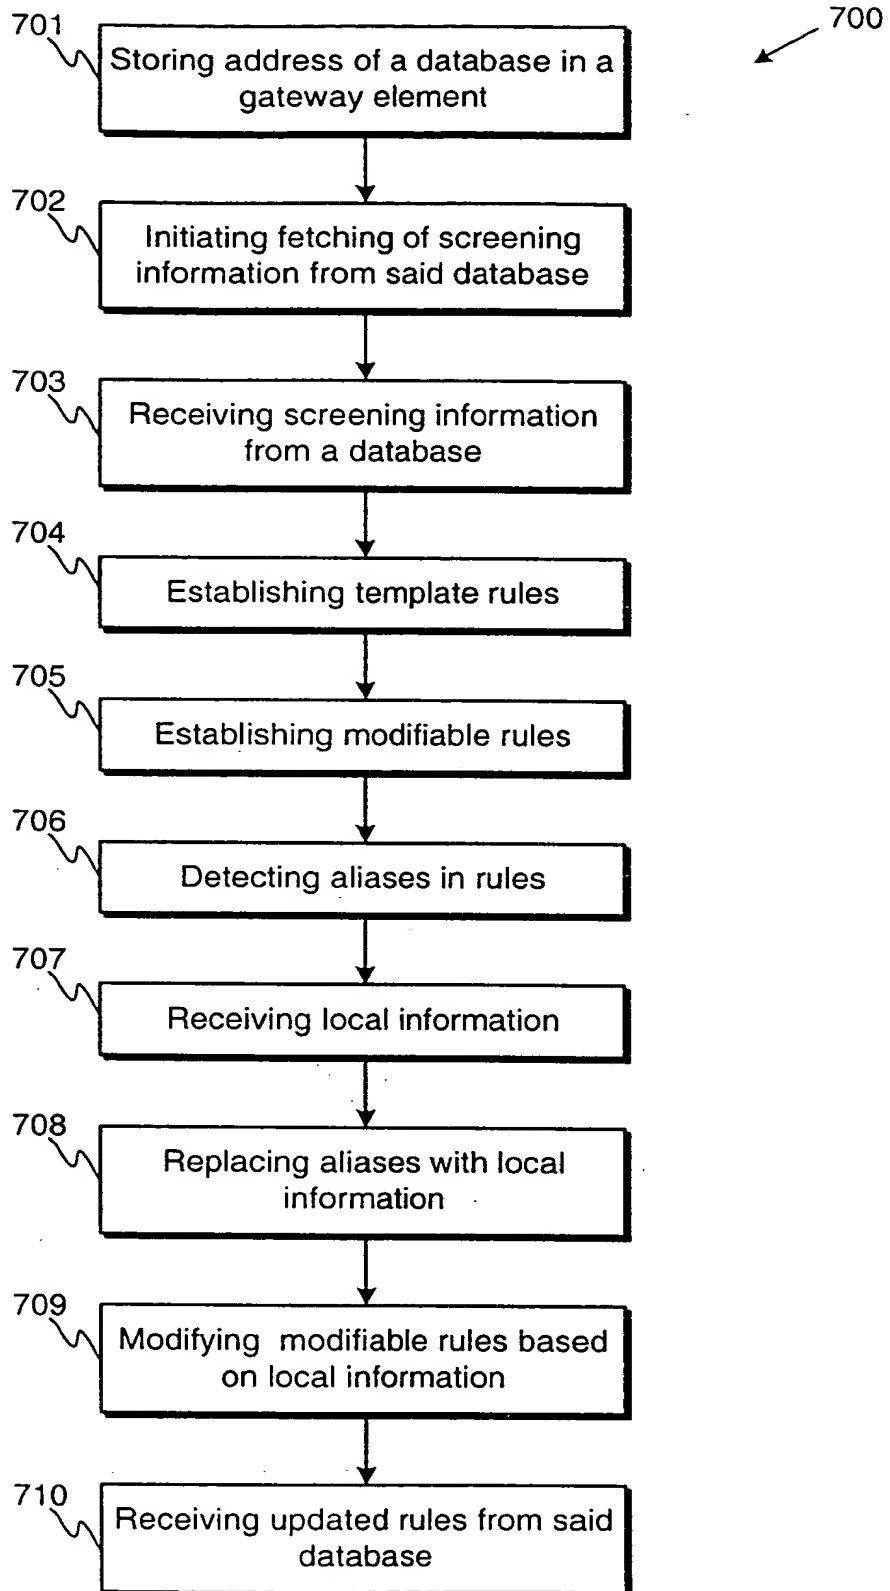 700
701
Storing address of a database in a
gateway element
702
Initiating fetching of screening
information from said database
703
Receiving screening information
from a database
704
Establishing template rules
705
Establishing modifiable rules
706
Detecting aliases in rules
707
Receiving local information
708
Replacing aliases with local
information
709
Modifying modifiable rules based
on local information
710
Receiving updated rules from said
database